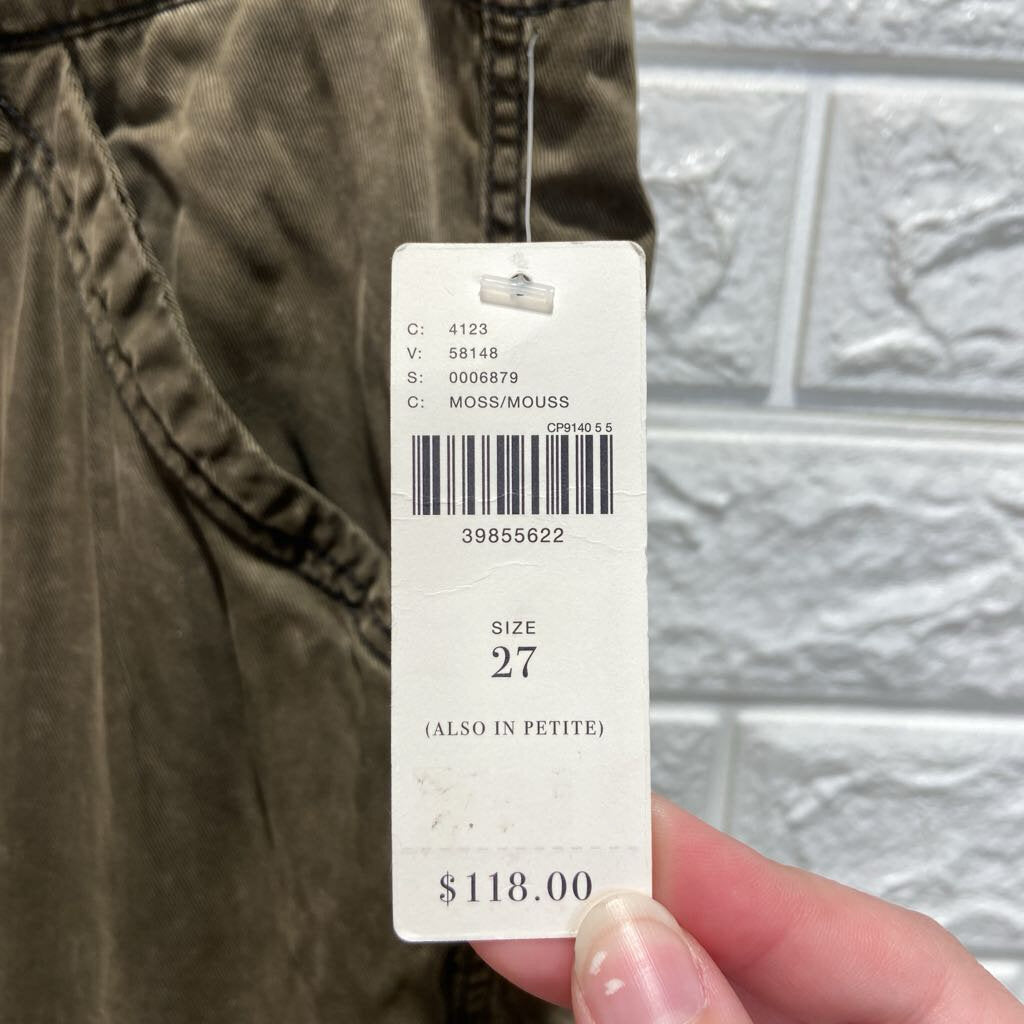 C: 4123
V: 58148
S: 0006879
C: MOSS/MOUSS
CP9140 5 5
39855622
SIZE
27
(ALSO IN PETITE)
$118.00